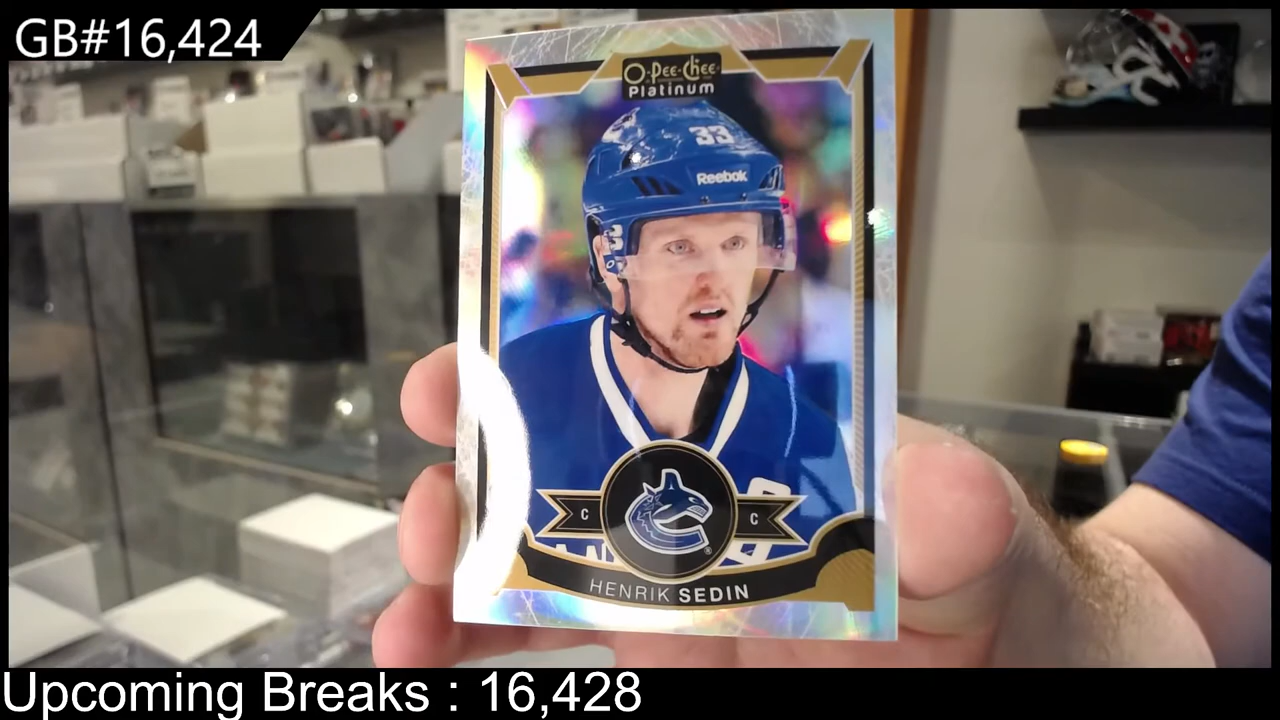 GB#16,424
O-Pee-Chee
Platinum
33
Reebok
C C
HENRIK SEDIN
Upcoming Breaks : 16,428